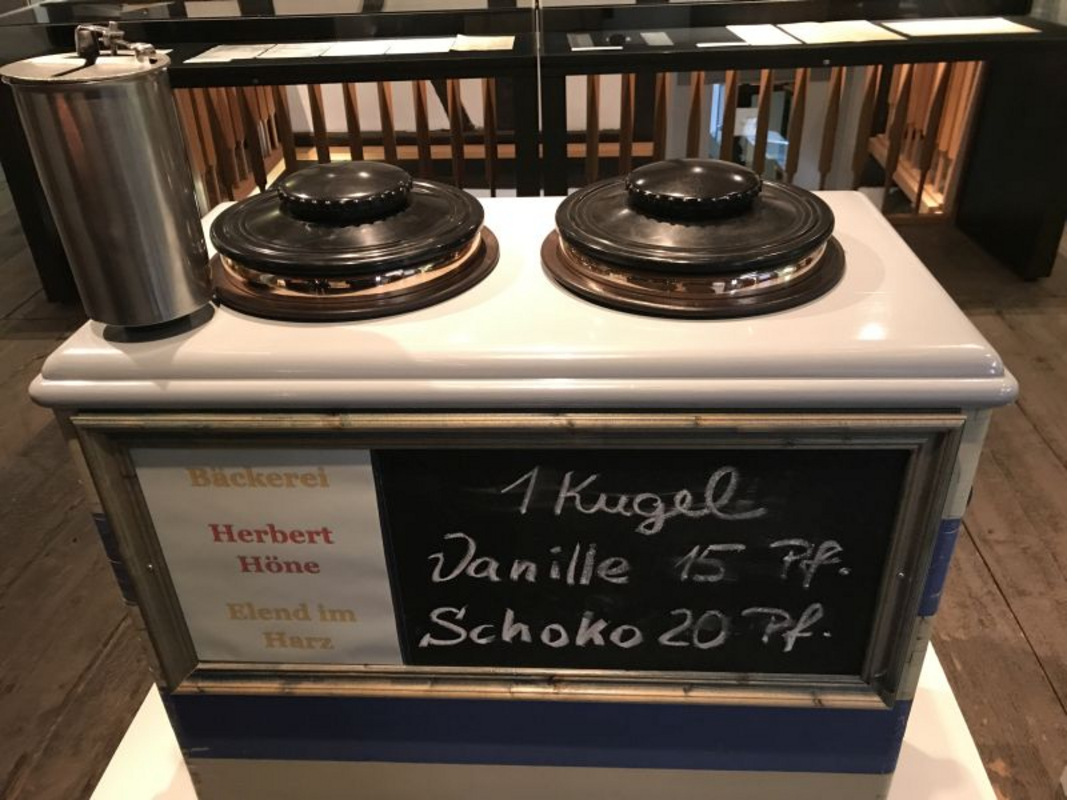 Bäckerei
Herbert
Höne
Elend im
Harz
1 Kugel
Vanille 15 Pf.
Schoko 20 Pf.